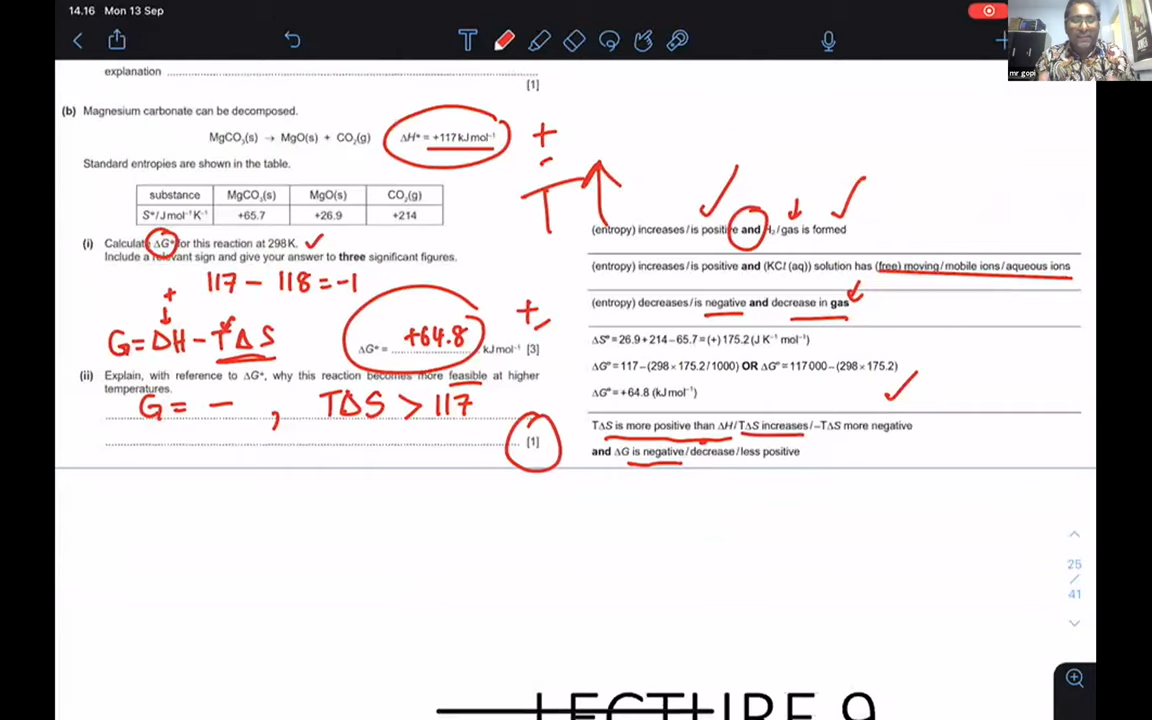 14.16 Mon 13 Sep
mr gopi
explanation
[1]
(b) Magnesium carbonate can be decomposed.
MgCO₃(s) → MgO(s) + CO₂(g) ΔH° = +117 kJ mol⁻¹
+
Standard entropies are shown in the table.
T ↑
substance MgCO₃(s) MgO(s) CO₂(g)
S°/J mol⁻¹ K⁻¹ +65.7 +26.9 +214
(i) Calculate ΔG° for this reaction at 298 K. ✓
Include a relevant sign and give your answer to three significant figures.
117 - 118 = -1
+
G = ΔH - TΔS
ΔG° = +64.8 kJ mol⁻¹ [3]
(ii) Explain, with reference to ΔG°, why this reaction becomes more feasible at higher
temperatures.
G = - , TΔS > 117
[1]
(entropy) increases/is positive and H₂/gas is formed
(entropy) increases/is positive and (KCl (aq)) solution has (free) moving/mobile ions/aqueous ions
(entropy) decreases/is negative and decrease in gas
ΔS° = 26.9 + 214 – 65.7 = (+) 175.2 (J K⁻¹ mol⁻¹)
ΔG° = 117 – (298 × 175.2/1000) OR ΔG° = 117 000 – (298 × 175.2)
ΔG° = +64.8 (kJ mol⁻¹)
TΔS is more positive than ΔH/TΔS increases/–TΔS more negative
and ΔG is negative/decrease/less positive
25
/
41
LECTURE 9